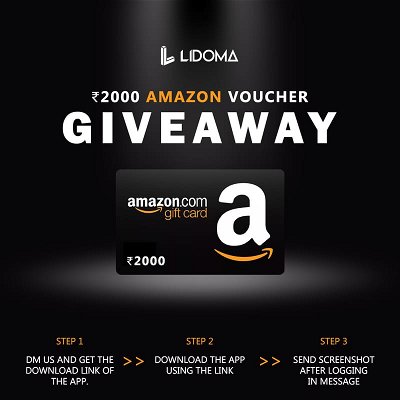 LIDOMA
₹2000 AMAZON VOUCHER
GIVEAWAY
amazon.com
gift card
a
₹2000
STEP 1
DM US AND GET THE
DOWNLOAD LINK OF
THE APP.
>>
STEP 2
DOWNLOAD THE APP
USING THE LINK
>>
STEP 3
SEND SCREENSHOT
AFTER LOGGING
IN MESSAGE